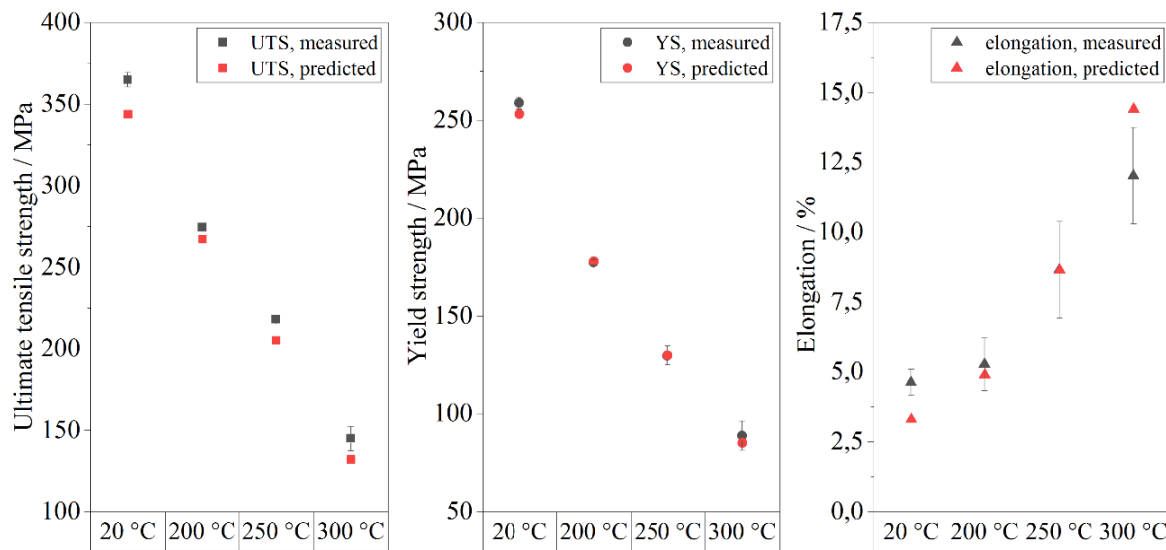 Ultimate tensile strength / MPa
400
350
300
250
200
150
100
UTS, measured
UTS, predicted
20 °C
200 °C
250 °C
300 °C
Yield strength / MPa
300
250
200
150
100
50
YS, measured
YS, predicted
20 °C
200 °C
250 °C
300 °C
Elongation / %
17,5
15,0
12,5
10,0
7,5
5,0
2,5
0,0
elongation, measured
elongation, predicted
20 °C
200 °C
250 °C
300 °C